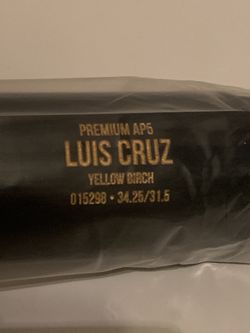 PREMIUM AP5
LUIS CRUZ
YELLOW BIRCH
015298 • 34.25/31.5